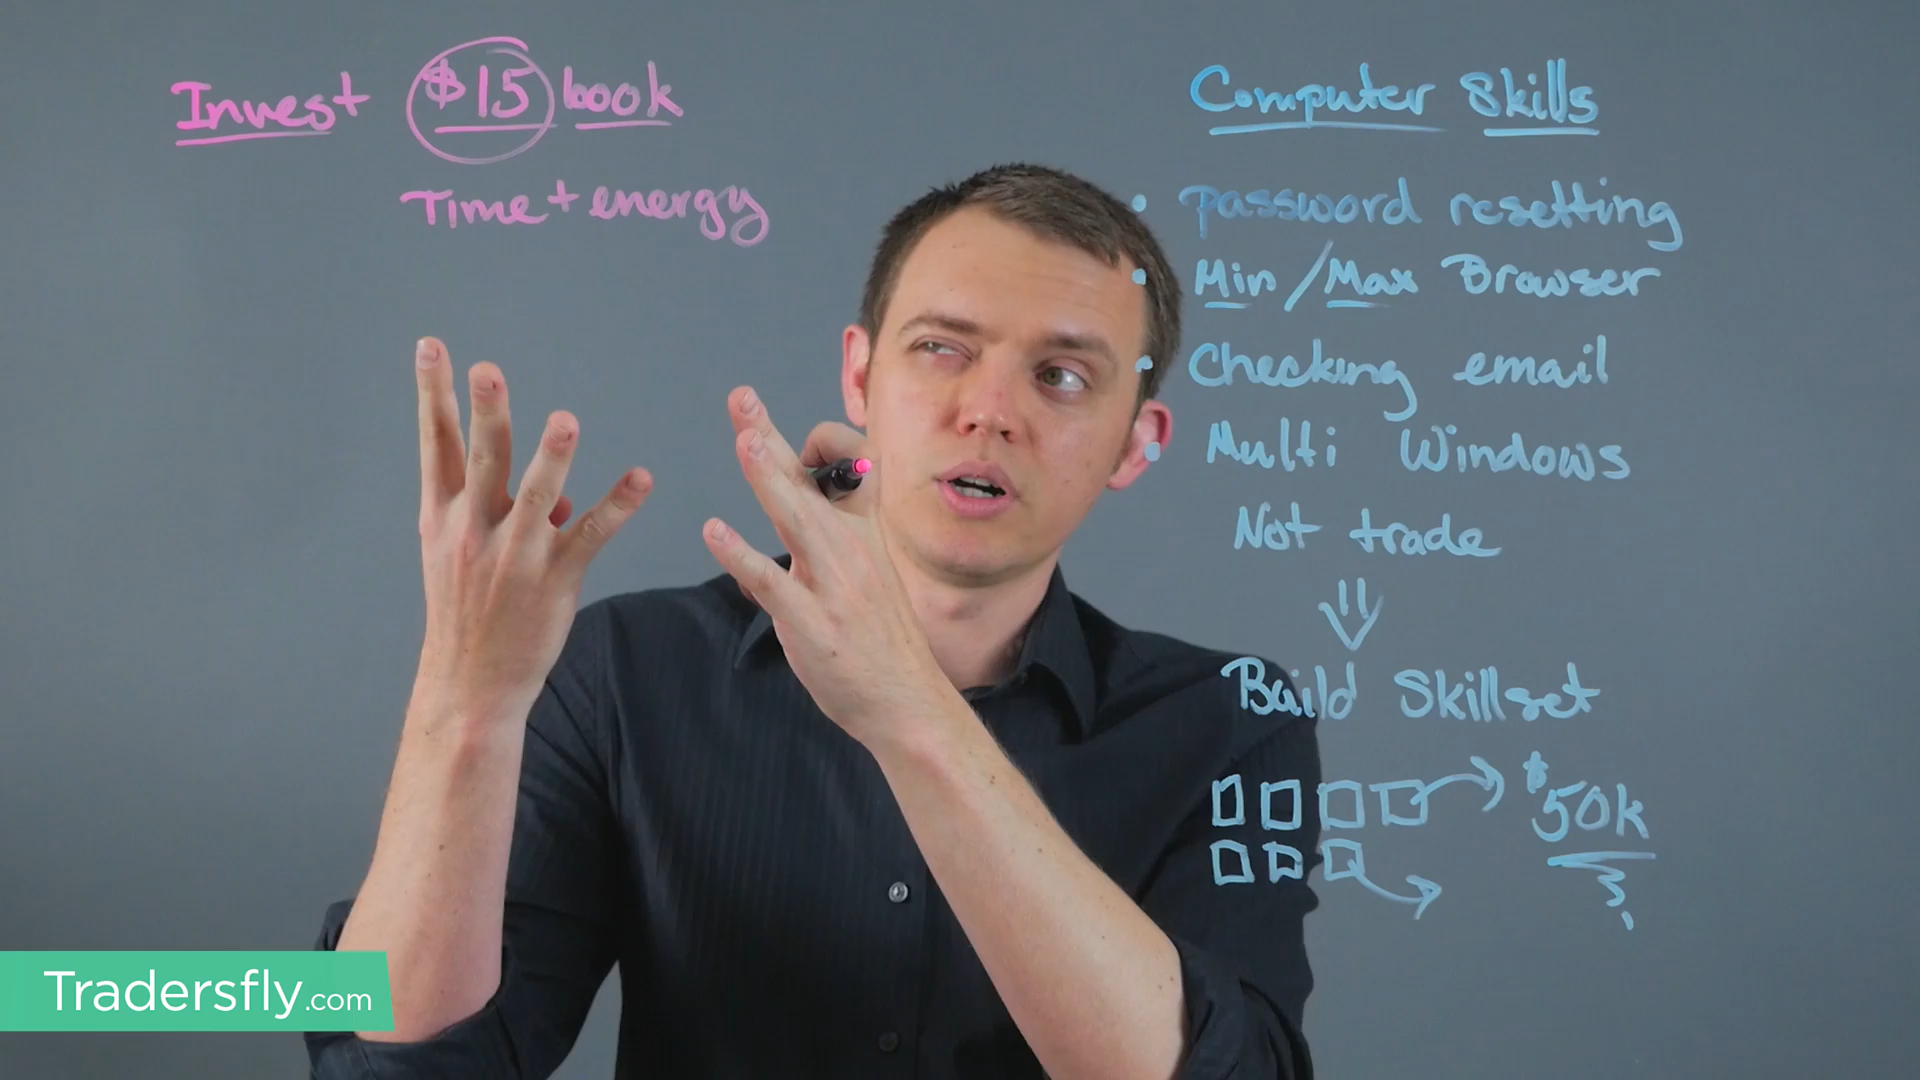 Invest $15 book
Time + energy
Computer Skills
• password resetting
• Min/Max Browser
• Checking email
• Multi Windows
Not trade
Build Skillset
$50k
Tradersfly.com